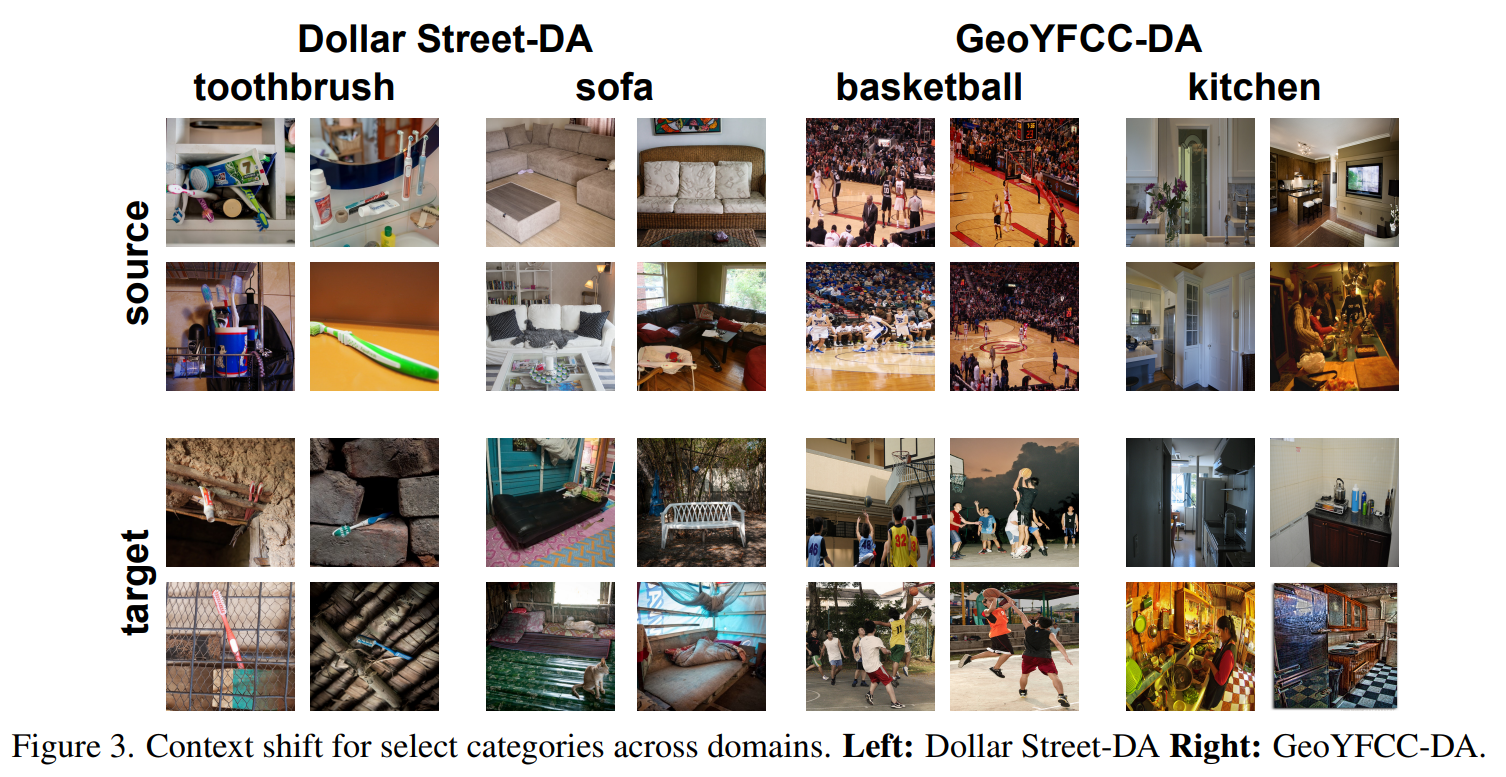 Dollar Street-DA
GeoYFCC-DA
toothbrush
sofa
basketball
kitchen
source
target
Figure 3. Context shift for select categories across domains. Left: Dollar Street-DA Right: GeoYFCC-DA.